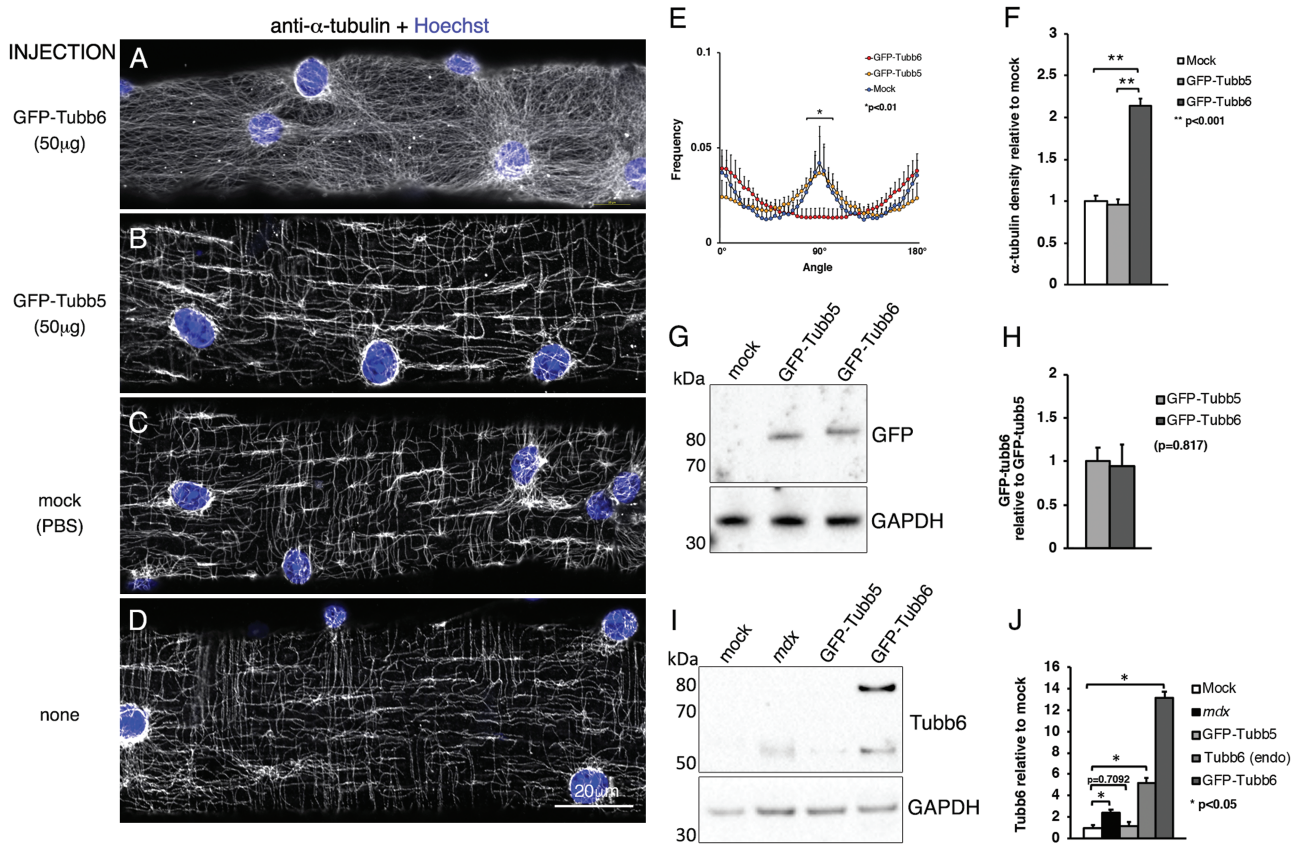 anti-α-tubulin + Hoechst
INJECTION
A
GFP-Tubb6
(50µg)
B
GFP-Tubb5
(50µg)
C
mock
(PBS)
D
none
20µm
E
0.1
0.05
0
Frequency
0°
90°
180°
Angle
GFP-Tubb6
GFP-Tubb5
Mock
*p<0.01
*
F
3
2.5
2
1.5
1
0.5
0
α-tubulin density relative to mock
**
**
Mock
GFP-Tubb5
GFP-Tubb6
** p<0.001
G
mock
GFP-Tubb5
GFP-Tubb6
kDa
80
70
30
GFP
GAPDH
H
2
1.5
1
0.5
0
GFP-tubb6
relative to GFP-tubb5
GFP-Tubb5
GFP-Tubb6
(p=0.817)
I
mock
mdx
GFP-Tubb5
GFP-Tubb6
kDa
80
70
50
30
Tubb6
GAPDH
J
16
14
12
10
8
6
4
2
0
Tubb6 relative to mock
*
*
p=0.7092
*
Mock
mdx
GFP-Tubb5
Tubb6 (endo)
GFP-Tubb6
* p<0.05